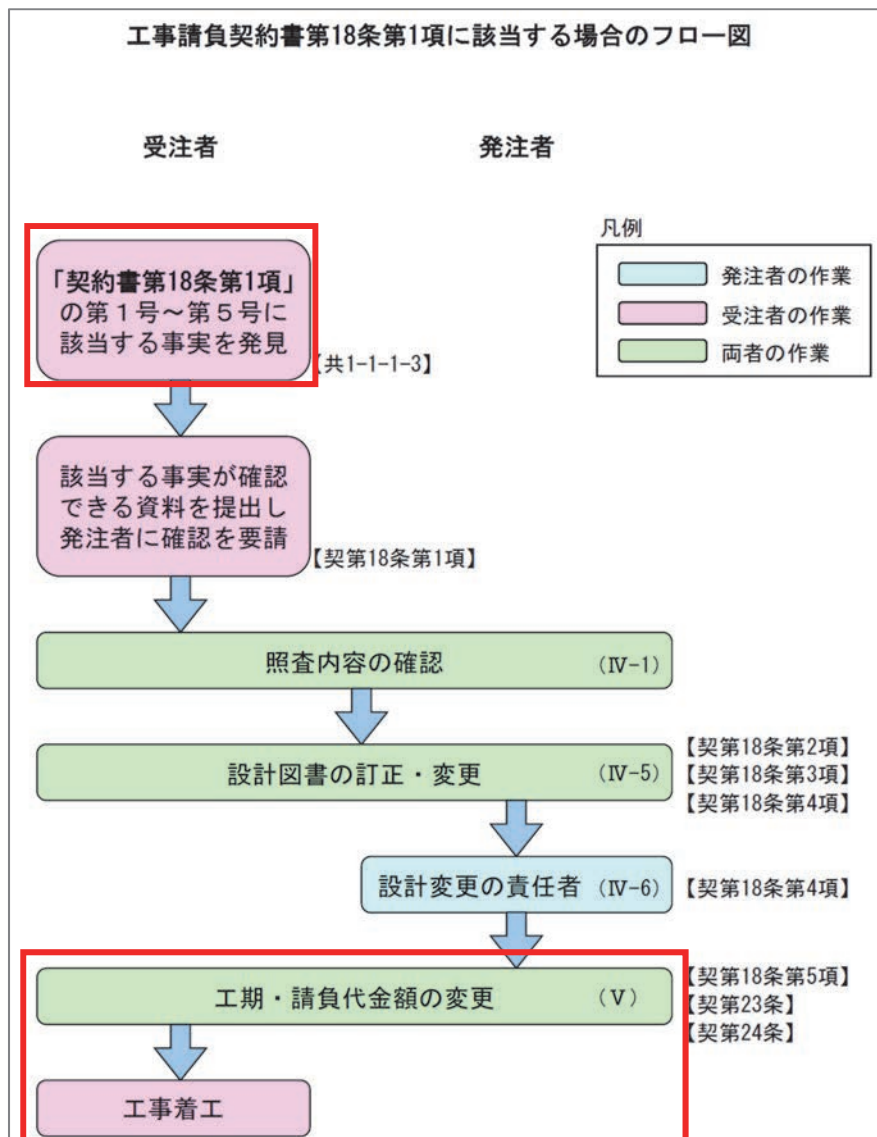 工事請負契約書第18条第1項に該当する場合のフロー図
受注者
発注者
凡例
発注者の作業
受注者の作業
両者の作業
「契約書第18条第1項」
の第１号～第５号に
該当する事実を発見
【共1-1-1-3】
該当する事実が確認
できる資料を提出し
発注者に確認を要請
【契第18条第1項】
照査内容の確認 (Ⅳ-1)
設計図書の訂正・変更 (Ⅳ-5)
【契第18条第2項】
【契第18条第3項】
【契第18条第4項】
設計変更の責任者 (Ⅳ-6)
【契第18条第4項】
工期・請負代金額の変更 (Ⅴ)
【契第18条第5項】
【契第23条】
【契第24条】
工事着工